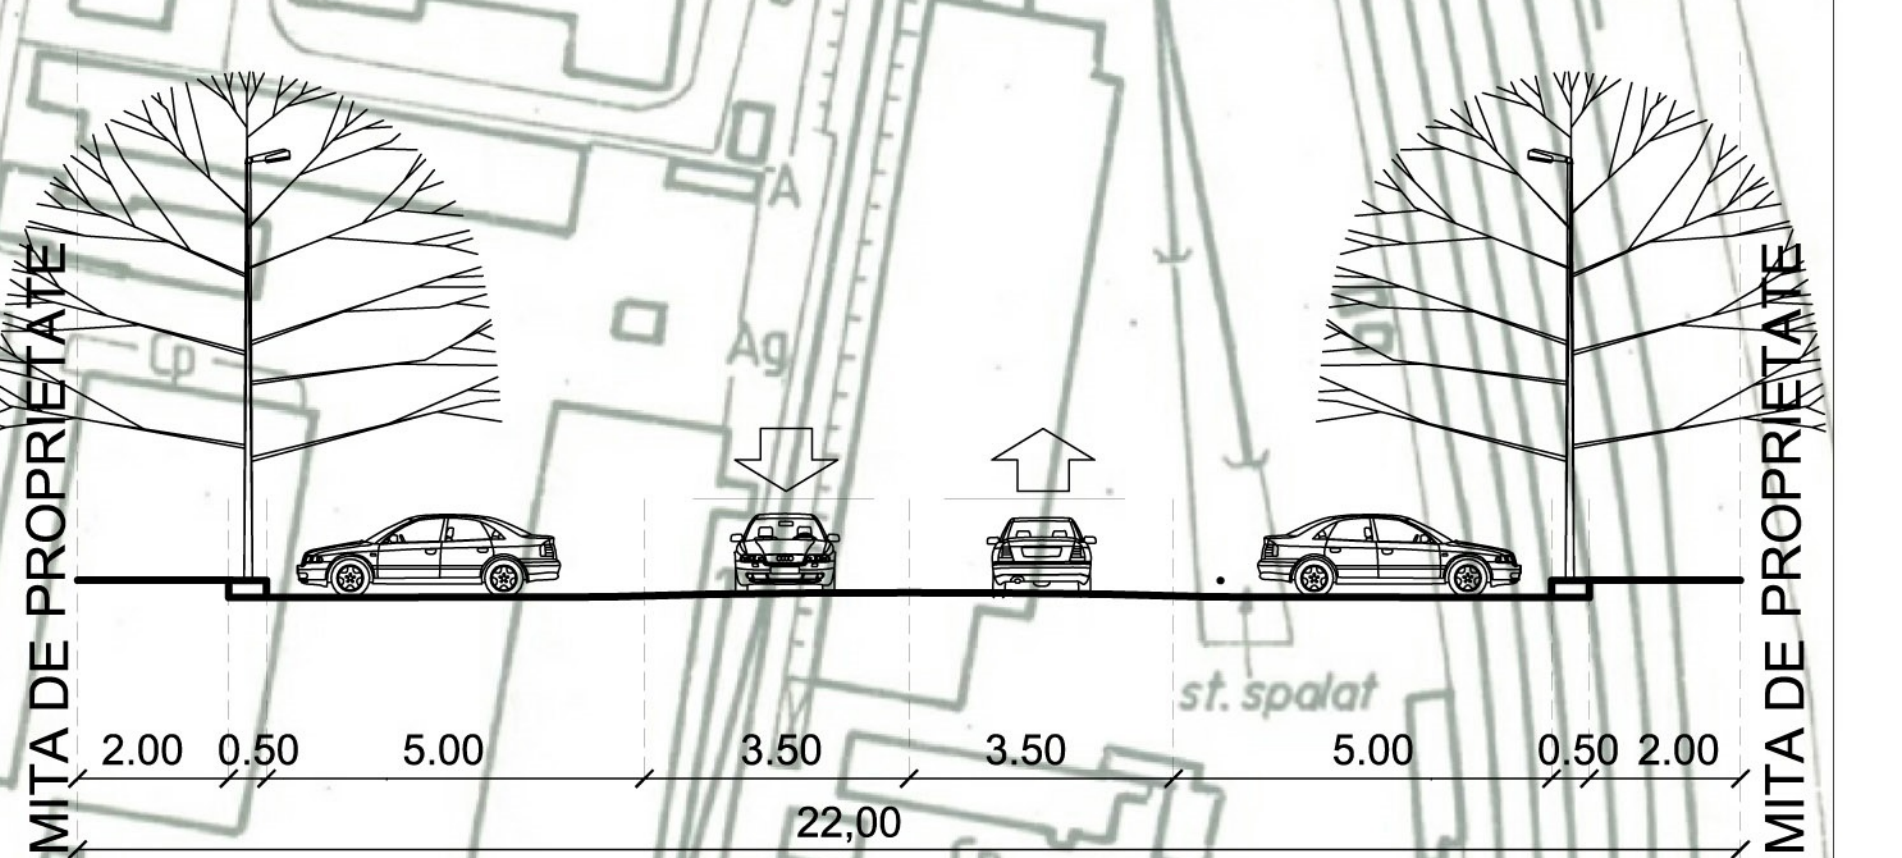 A
Cp
Ag
MITA DE PROPRIETATE
MITA DE PROPRIETATE
st. spalat
2.00 0.50 5.00 3.50 3.50 5.00 0.50 2.00
22,00